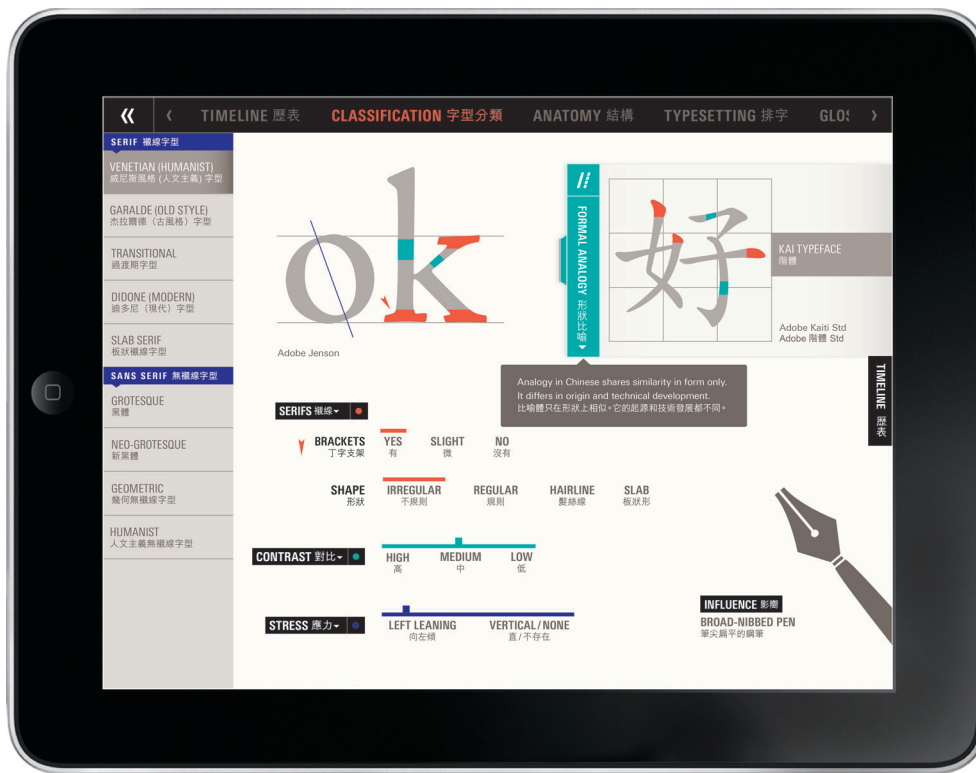 TIMELINE 歷表
CLASSIFICATION 字型分類
ANATOMY 結構
TYPESETTING 排字
SERIF 襯線字型
VENETIAN (HUMANIST)
威尼斯風格 (人文主義) 字型
GARALDE (OLD STYLE)
杰拉爾德（古風格）字型
TRANSITIONAL
過渡期字型
DIDONE (MODERN)
迪多尼（現代）字型
SLAB SERIF
板狀襯線字型
SANS SERIF 無襯線字型
GROTESQUE
黑體
NEO-GROTESQUE
新黑體
GEOMETRIC
幾何無襯線字型
HUMANIST
人文主義無襯線字型
ok
Adobe Jenson
FORMAL ANALOGY 形狀比喻
好
KAI TYPEFACE
階體
Adobe Kaiti Std
Adobe 階體 Std
Analogy in Chinese shares similarity in form only.
It differs in origin and technical development.
比喻體只在形狀上相似。它的起源和技術發展都不同。
TIMELINE 歷表
SERIFS 襯線
BRACKETS YES SLIGHT NO
丁字支架 有 微 沒有
SHAPE IRREGULAR REGULAR HAIRLINE SLAB
形狀 不規則 規則 髮絲線 板狀形
CONTRAST 對比
HIGH MEDIUM LOW
高 中 低
STRESS 應力
LEFT LEANING VERTICAL/NONE
向左傾 直/不存在
INFLUENCE 影響
BROAD-NIBBED PEN
筆尖扁平的鋼筆